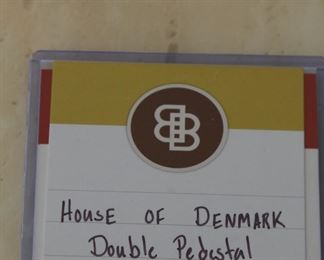 House of Denmark
Double Pedestal